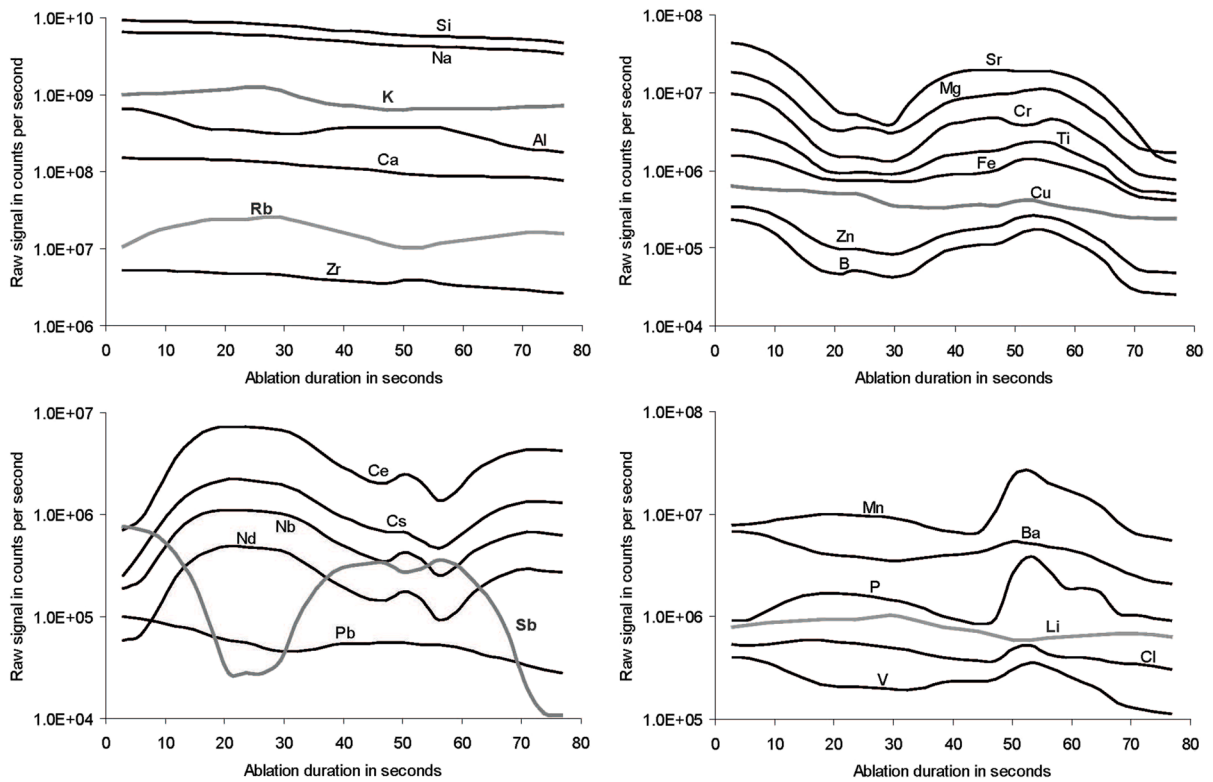 Raw signal in counts per second
1.0E+10
1.0E+09
1.0E+08
1.0E+07
1.0E+06
Si
Na
K
Al
Ca
Rb
Zr
0 10 20 30 40 50 60 70 80
Ablation duration in seconds
Raw signal in counts per second
1.0E+08
1.0E+07
1.0E+06
1.0E+05
1.0E+04
Sr
Mg
Cr
Ti
Fe
Cu
Zn
B
0 10 20 30 40 50 60 70 80
Ablation duration in seconds
Raw signal in counts per second
1.0E+07
1.0E+06
1.0E+05
1.0E+04
Ce
Cs
Nb
Nd
Sb
Pb
0 10 20 30 40 50 60 70 80
Ablation duration in seconds
Raw signal in counts per second
1.0E+08
1.0E+07
1.0E+06
1.0E+05
Mn
Ba
P
Li
Cl
V
0 10 20 30 40 50 60 70 80
Ablation duration in seconds